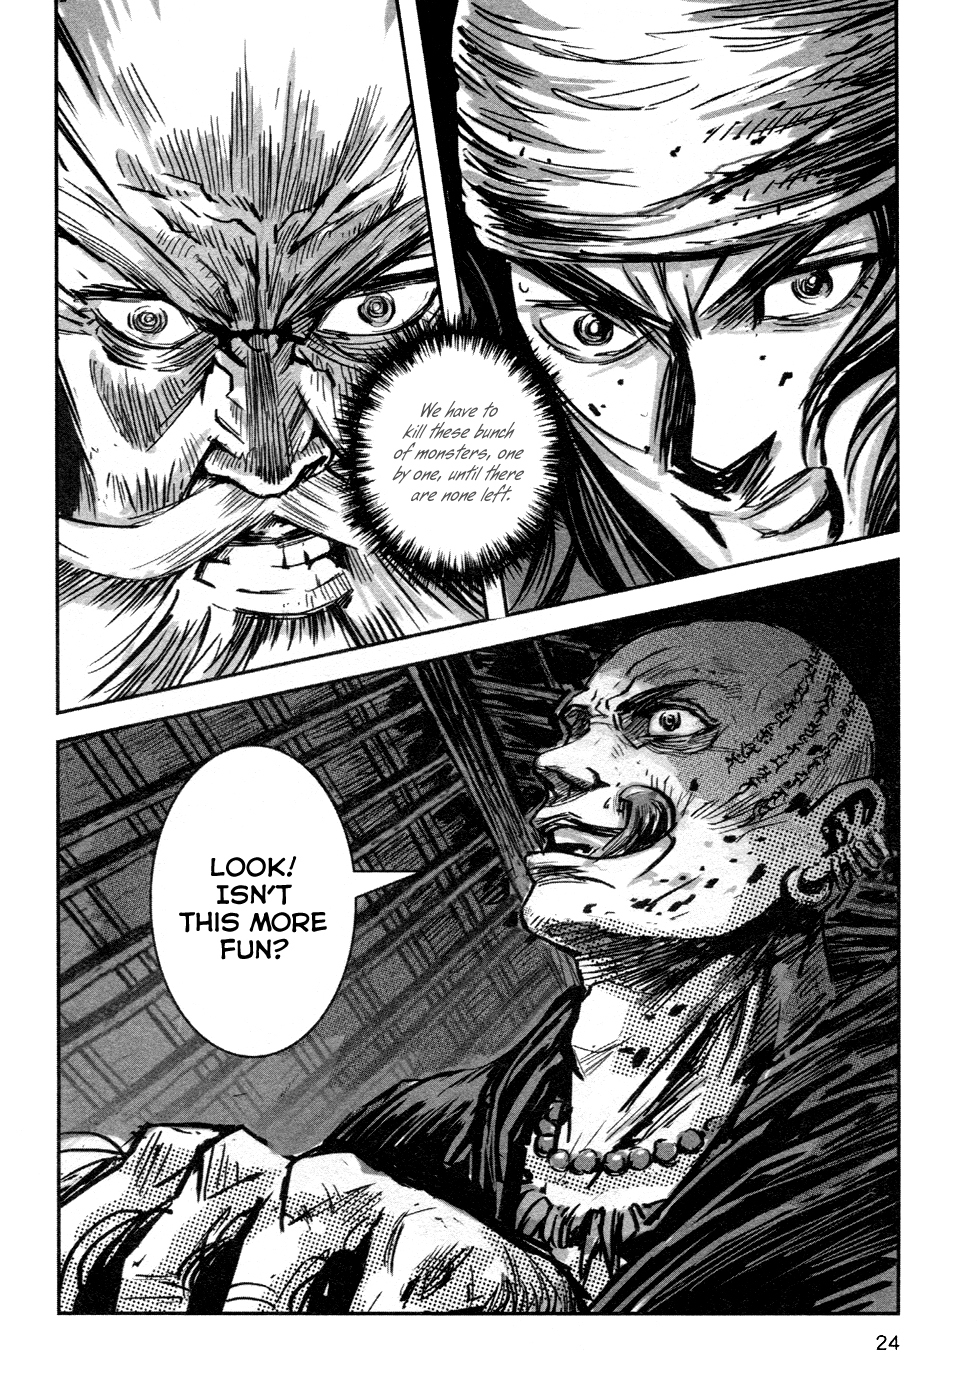 We have to
kill these bunch
of monsters, one
by one, until there
are none left.
LOOK!
ISN'T
THIS MORE
FUN?
24